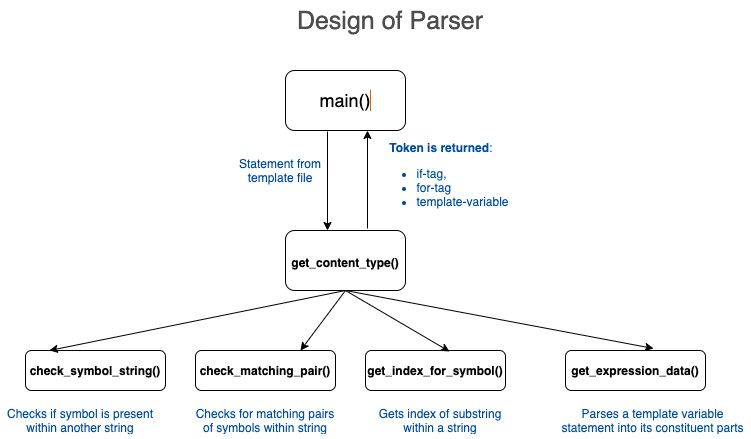 Design of Parser
main()
Statement from
template file
Token is returned:
• if-tag,
• for-tag
• template-variable
get_content_type()
check_symbol_string()
check_matching_pair()
get_index_for_symbol()
get_expression_data()
Checks if symbol is present
within another string
Checks for matching pairs
of symbols within string
Gets index of substring
within a string
Parses a template variable
statement into its constituent parts